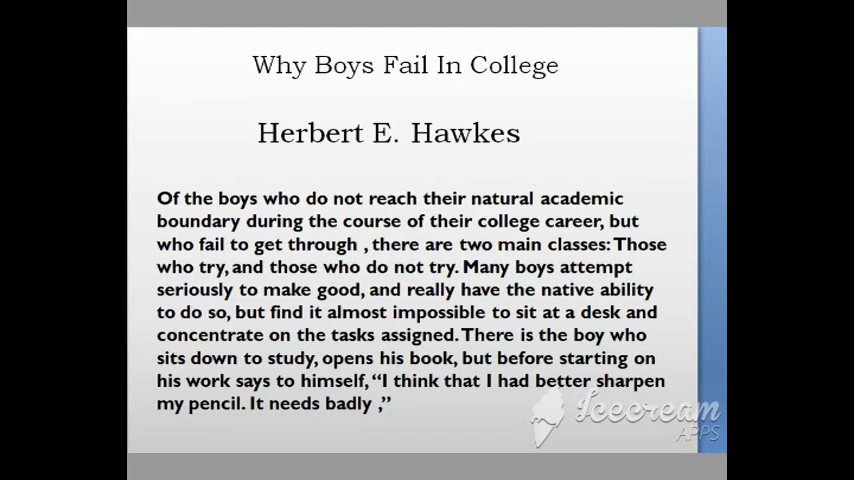 Why Boys Fail In College
Herbert E. Hawkes
Of the boys who do not reach their natural academic
boundary during the course of their college career, but
who fail to get through , there are two main classes: Those
who try, and those who do not try. Many boys attempt
seriously to make good, and really have the native ability
to do so, but find it almost impossible to sit at a desk and
concentrate on the tasks assigned. There is the boy who
sits down to study, opens his book, but before starting on
his work says to himself, “I think that I had better sharpen
my pencil. It needs badly ,”
Icecream
APPS